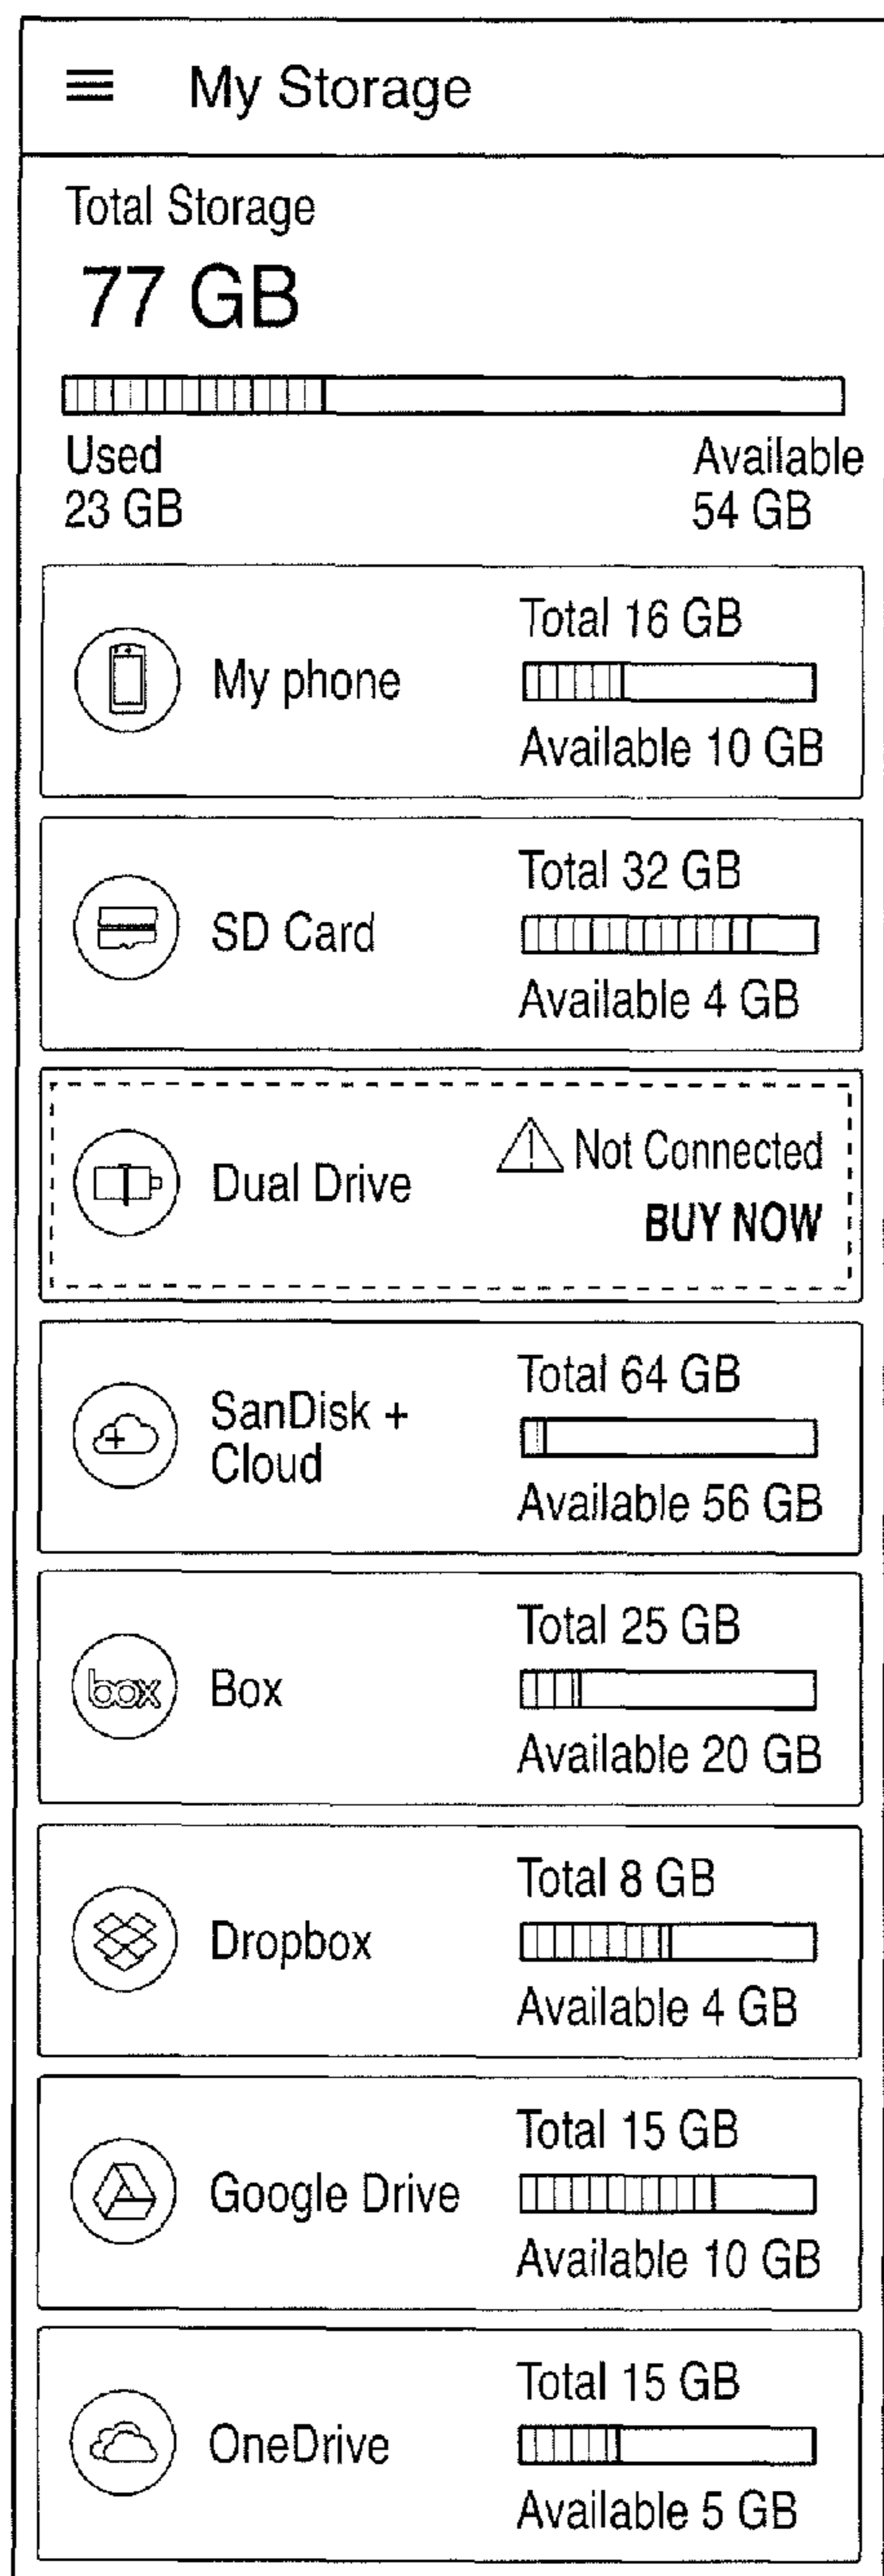 My Storage
Total Storage
77 GB
Used
Available
23 GB
54 GB
My phone
Total 16 GB
Available 10 GB
SD Card
Total 32 GB
Available 4 GB
Dual Drive
Not Connected
BUY NOW
SanDisk +
Cloud
Total 64 GB
Available 56 GB
box
Box
Total 25 GB
Available 20 GB
Dropbox
Total 8 GB
Available 4 GB
Google Drive
Total 15 GB
Available 10 GB
OneDrive
Total 15 GB
Available 5 GB